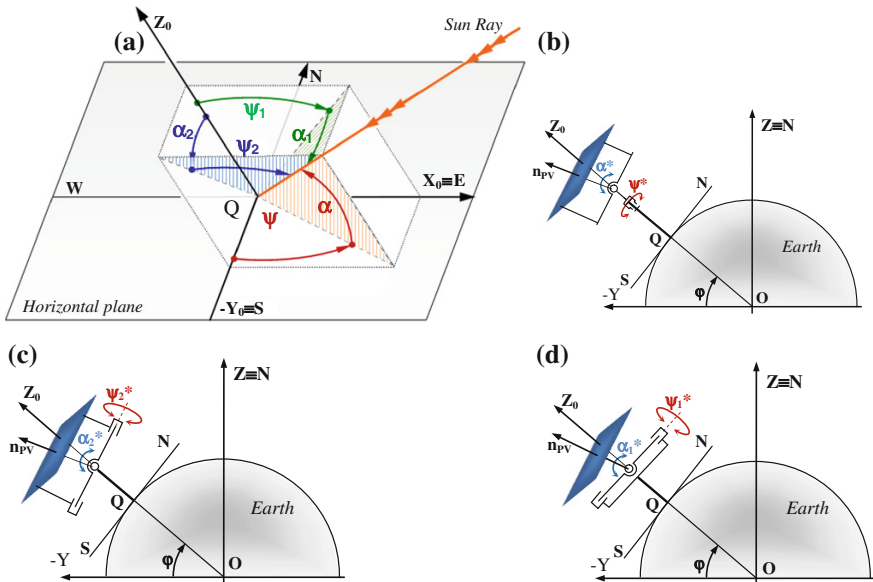 (a)
Z₀
Sun Ray
N
ψ₁
α₂
α₁
ψ₂
W
X₀≡E
Q
ψ
α
Horizontal plane
-Y₀≡S
(b)
Z≡N
Z₀
α*
n_PV
ψ*
N
Q
Earth
S
-Y
φ
O
(c)
Z≡N
ψ₂*
Z₀
α₂*
N
n_PV
Q
Earth
S
-Y
φ
O
(d)
Z≡N
ψ₁*
Z₀
α₁*
N
n_PV
Q
Earth
S
-Y
φ
O